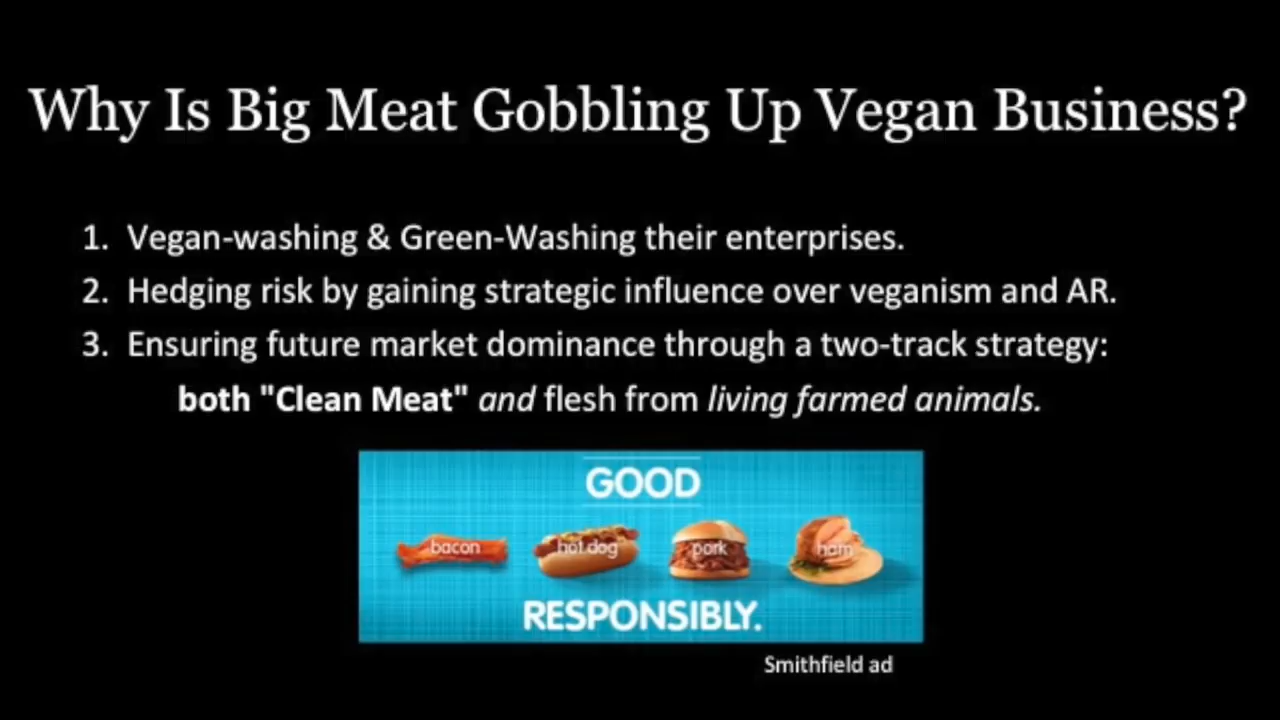 Why Is Big Meat Gobbling Up Vegan Business?
1. Vegan-washing & Green-Washing their enterprises.
2. Hedging risk by gaining strategic influence over veganism and AR.
3. Ensuring future market dominance through a two-track strategy:
both "Clean Meat" and flesh from living farmed animals.
GOOD
bacon hot dog pork ham
RESPONSIBLY.
Smithfield ad